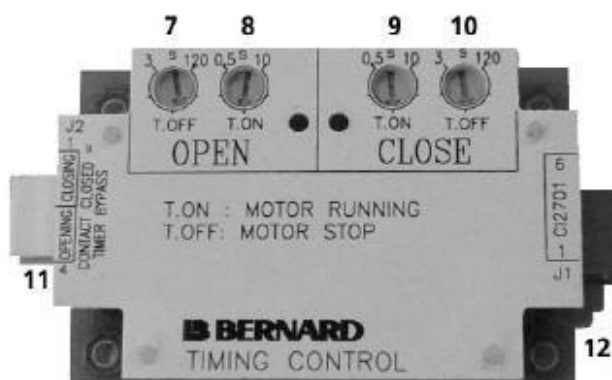 7 8 9 10
3 S 120 0,5 S 10 0,5 S 10 3 S 120
T.OFF T.ON T.ON T.OFF
OPEN CLOSE
J2
1
4
OPENING CLOSING
CONTACT CLOSED =
TIMER BYPASS
T.ON : MOTOR RUNNING
T.OFF: MOTOR STOP
6
CI2701
1
J1
11
12
BERNARD
TIMING CONTROL